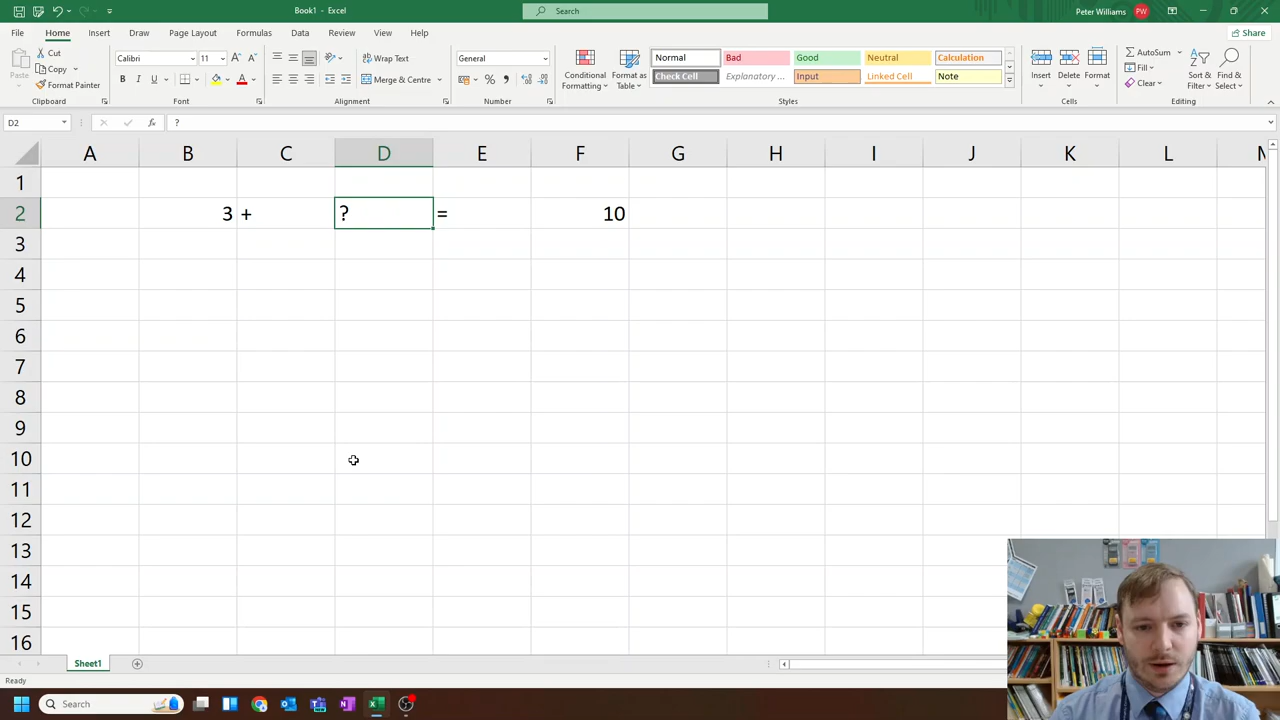 Book1 - Excel
Search
Peter Williams PW
File Home Insert Draw Page Layout Formulas Data Review View Help
Share
Paste
Cut
Copy
Format Painter
Clipboard
Calibri 11
B I U
Font
Wrap Text
Merge & Centre
Alignment
General
Number
Conditional Formatting
Format as Table
Normal Bad Good Neutral Calculation
Check Cell Explanatory ... Input Linked Cell Note
Styles
Insert Delete Format
Cells
AutoSum
Fill
Clear
Sort & Filter
Find & Select
Editing
D2 fx ?
A B C D E F G H I J K L M
1
2 3 + ? = 10
3
4
5
6
7
8
9
10
11
12
13
14
15
16
Sheet1
Ready
Search